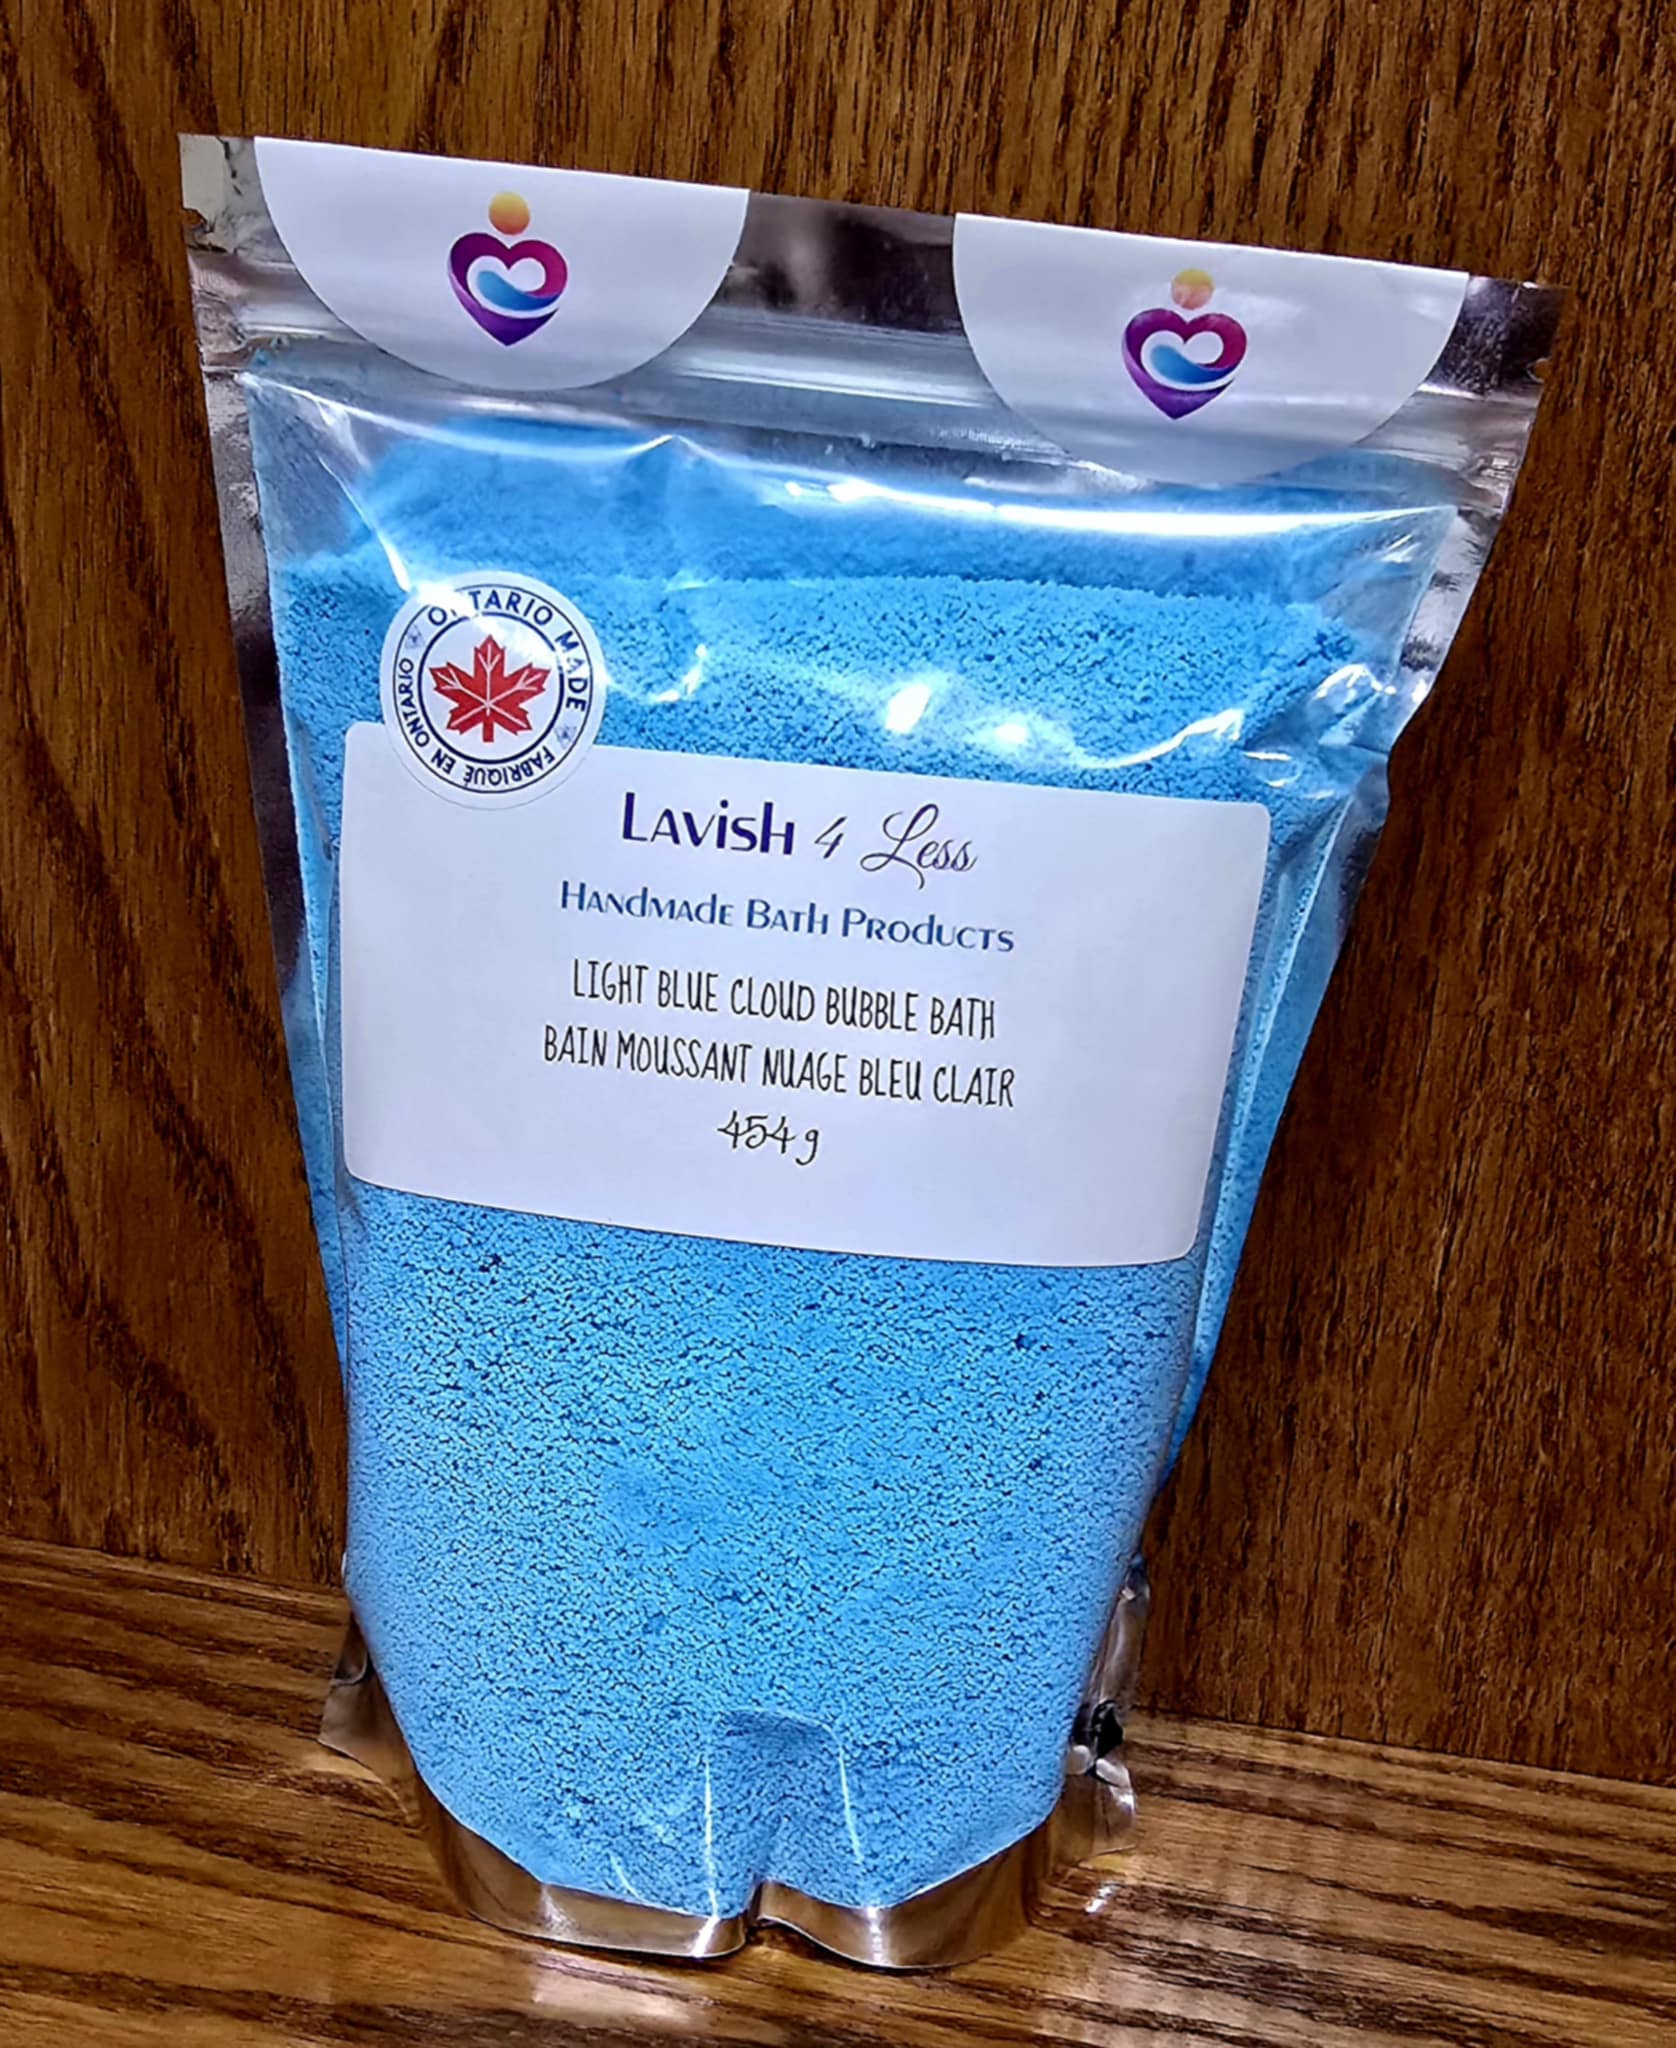 ONTARIO MADE
FABRIQUÉ EN ONTARIO
Lavish 4 Less
Handmade Bath Products
LIGHT BLUE CLOUD BUBBLE BATH
BAIN MOUSSANT NUAGE BLEU CLAIR
454 g